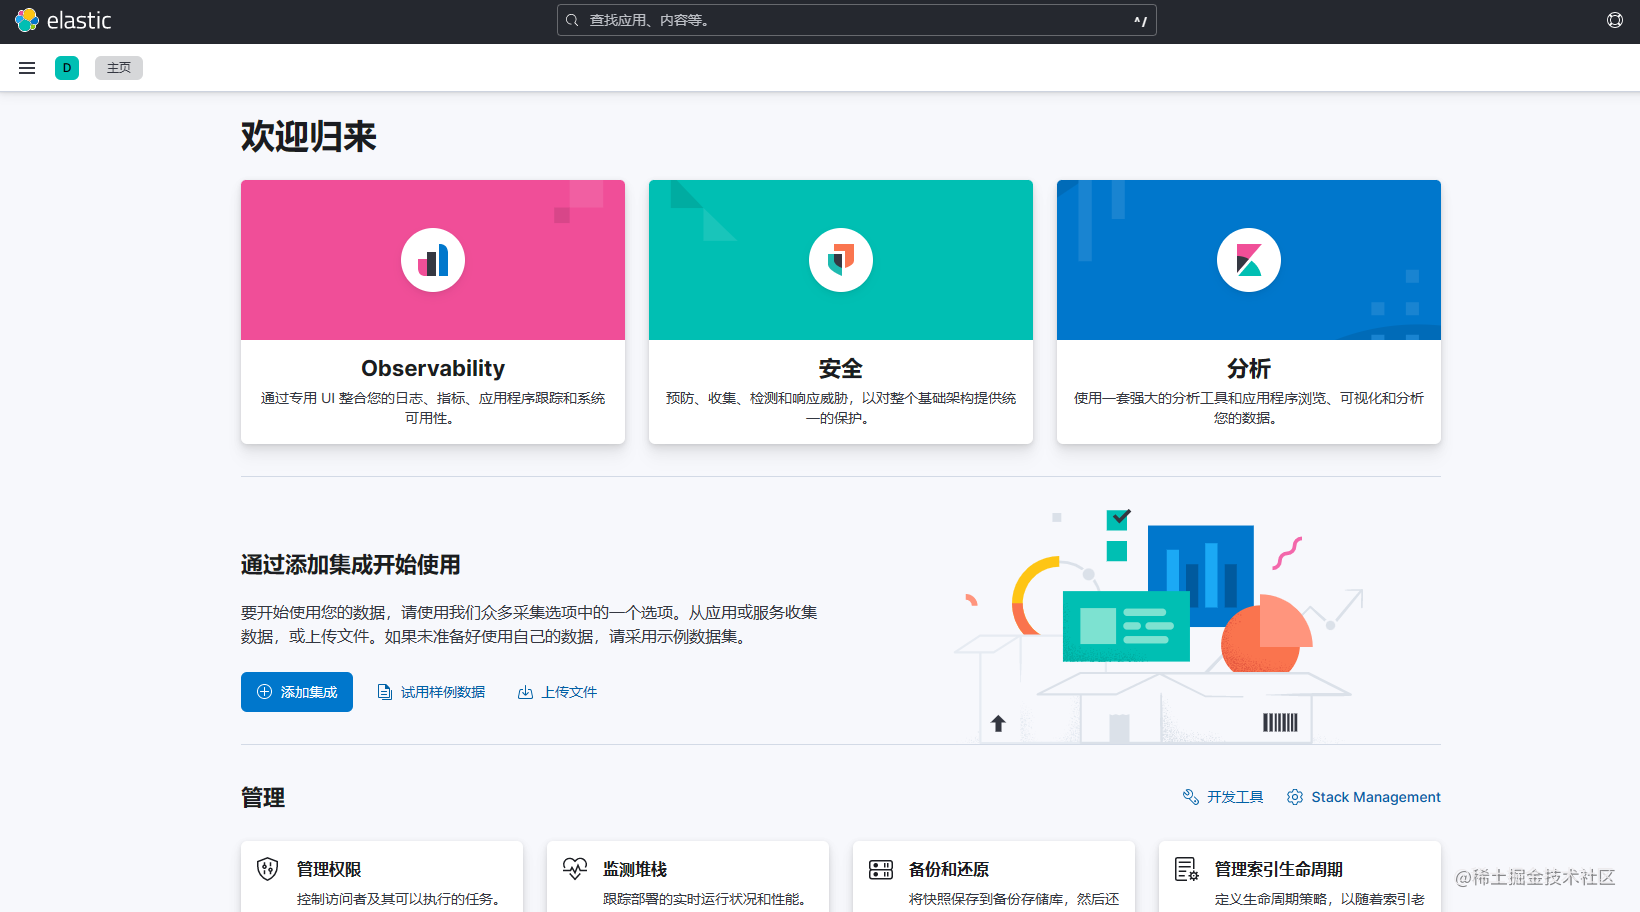 elastic
查找应用、内容等。
^/
D
主页
欢迎归来
Observability
通过专用 UI 整合您的日志、指标、应用程序跟踪和系统
可用性。
安全
预防、收集、检测和响应威胁，以对整个基础架构提供统
一的保护。
分析
使用一套强大的分析工具和应用程序浏览、可视化和分析
您的数据。
通过添加集成开始使用
要开始使用您的数据，请使用我们众多采集选项中的一个选项。从应用或服务收集
数据，或上传文件。如果未准备好使用自己的数据，请采用示例数据集。
添加集成
试用样例数据
上传文件
管理
开发工具
Stack Management
管理权限
控制访问者及其可以执行的任务。
监测堆栈
跟踪部署的实时运行状况和性能。
备份和还原
将快照保存到备份存储库，然后还
管理索引生命周期
定义生命周期策略，以随着索引老
@稀土掘金技术社区